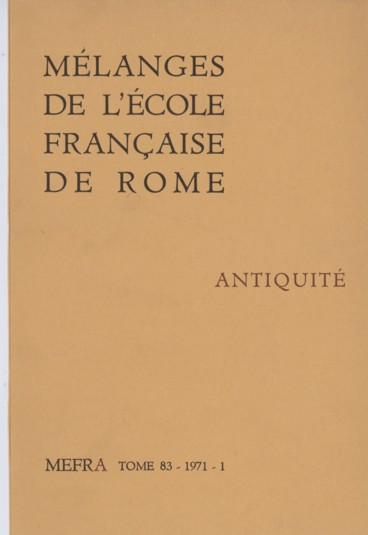 MÉLANGES
DE L'ÉCOLE
FRANÇAISE
DE ROME
ANTIQUITÉ
MEFRA TOME 83 - 1971 - 1